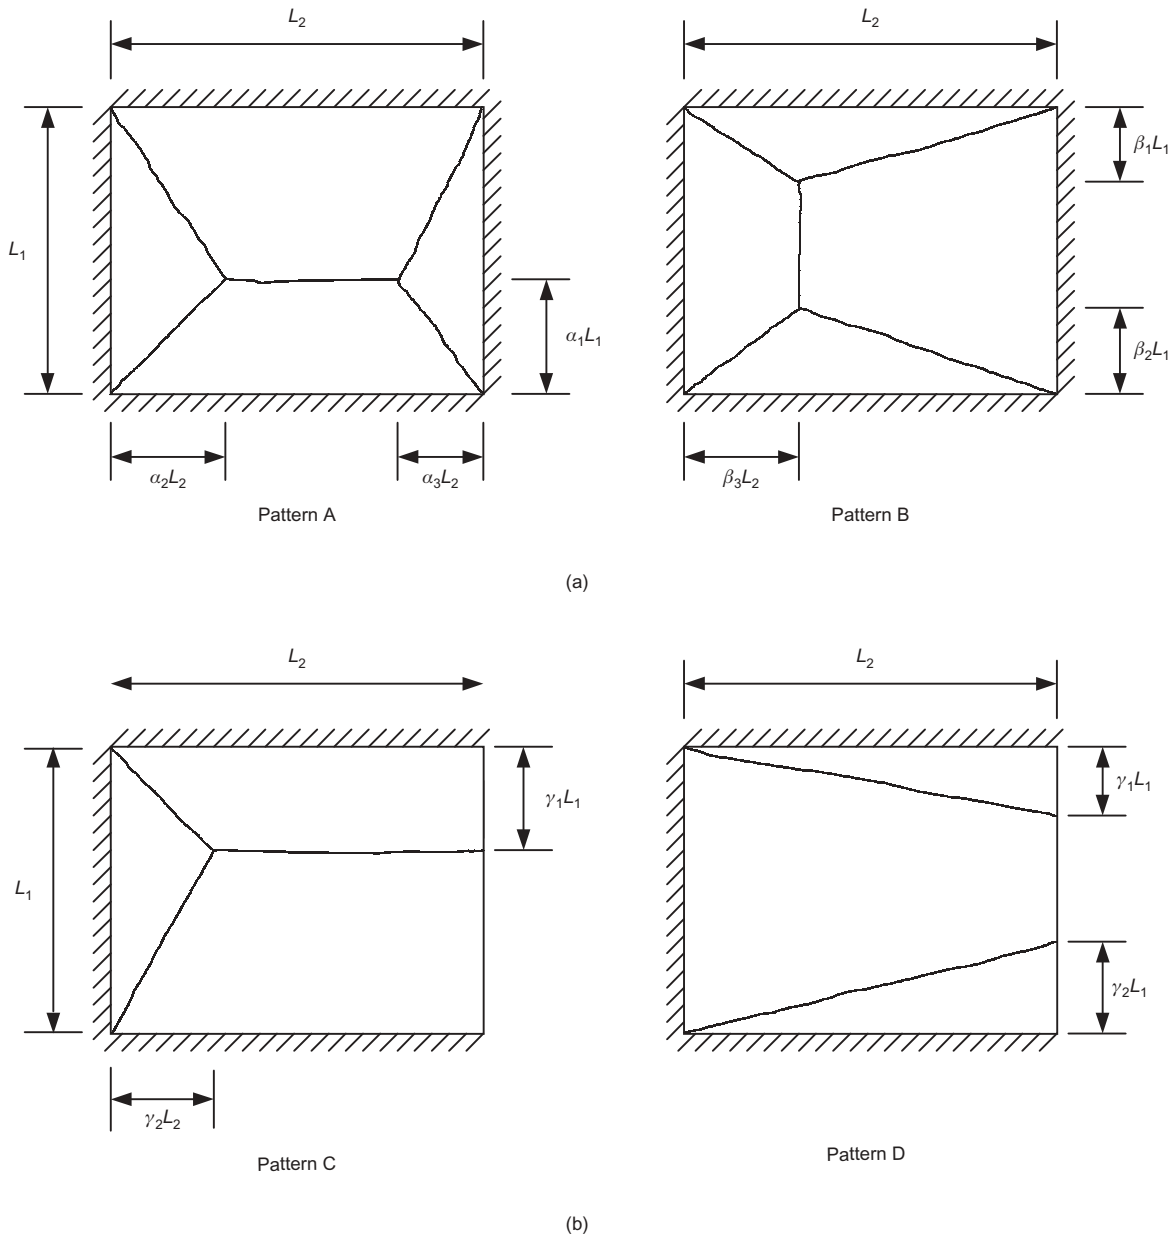 L₂
L₂
L₁
β₁L₁
α₁L₁
β₂L₁
α₂L₂
α₃L₂
β₃L₂
Pattern A
Pattern B
(a)
L₂
L₂
γ₁L₁
γ₁L₁
L₁
γ₂L₁
γ₂L₂
Pattern C
Pattern D
(b)